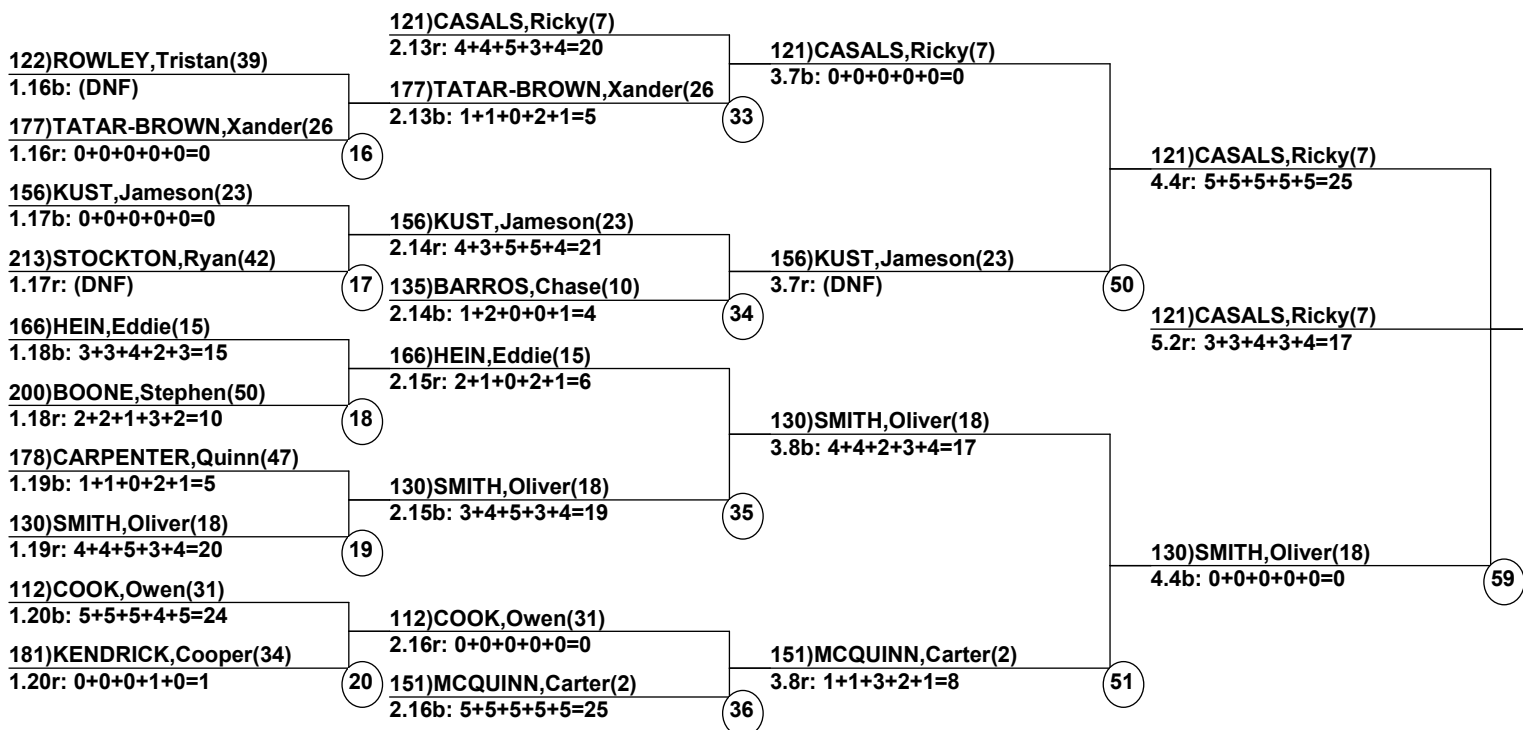 122)ROWLEY,Tristan(39)
1.16b: (DNF)
177)TATAR-BROWN,Xander(26
1.16r: 0+0+0+0+0=0
16
156)KUST,Jameson(23)
1.17b: 0+0+0+0+0=0
213)STOCKTON,Ryan(42)
1.17r: (DNF)
17
166)HEIN,Eddie(15)
1.18b: 3+3+4+2+3=15
200)BOONE,Stephen(50)
1.18r: 2+2+1+3+2=10
18
178)CARPENTER,Quinn(47)
1.19b: 1+1+0+2+1=5
130)SMITH,Oliver(18)
1.19r: 4+4+5+3+4=20
19
112)COOK,Owen(31)
1.20b: 5+5+5+4+5=24
181)KENDRICK,Cooper(34)
1.20r: 0+0+0+1+0=1
20
121)CASALS,Ricky(7)
2.13r: 4+4+5+3+4=20
177)TATAR-BROWN,Xander(26
2.13b: 1+1+0+2+1=5
33
156)KUST,Jameson(23)
2.14r: 4+3+5+5+4=21
135)BARROS,Chase(10)
2.14b: 1+2+0+0+1=4
34
166)HEIN,Eddie(15)
2.15r: 2+1+0+2+1=6
130)SMITH,Oliver(18)
2.15b: 3+4+5+3+4=19
35
112)COOK,Owen(31)
2.16r: 0+0+0+0+0=0
151)MCQUINN,Carter(2)
2.16b: 5+5+5+5+5=25
36
121)CASALS,Ricky(7)
3.7b: 0+0+0+0+0=0
156)KUST,Jameson(23)
3.7r: (DNF)
50
130)SMITH,Oliver(18)
3.8b: 4+4+2+3+4=17
151)MCQUINN,Carter(2)
3.8r: 1+1+3+2+1=8
51
121)CASALS,Ricky(7)
4.4r: 5+5+5+5+5=25
121)CASALS,Ricky(7)
5.2r: 3+3+4+3+4=17
130)SMITH,Oliver(18)
4.4b: 0+0+0+0+0=0
59